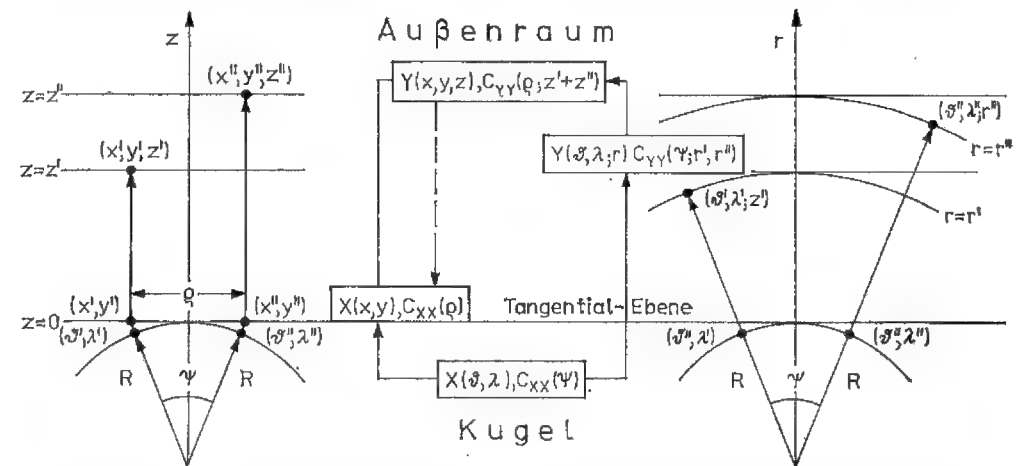 z
Außenraum
r
(x",y",z")
z=z"
Y(x,y,z),C_YY(ϱ;z'+z")
(ϑ",λ";r")
(x',y',z')
z=z'
Y(ϑ,λ;r) C_YY(Ψ;r',r")
r=r"
(ϑ',λ';z')
r=r'
ϱ
(x',y')
(x",y")
X(x,y),C_XX(ϱ)
Tangential-Ebene
z=0
(ϑ',λ')
(ϑ",λ")
(ϑ",λ')
(ϑ",λ")
R
Ψ
R
X(ϑ,λ),C_XX(Ψ)
R
Ψ
R
Kugel